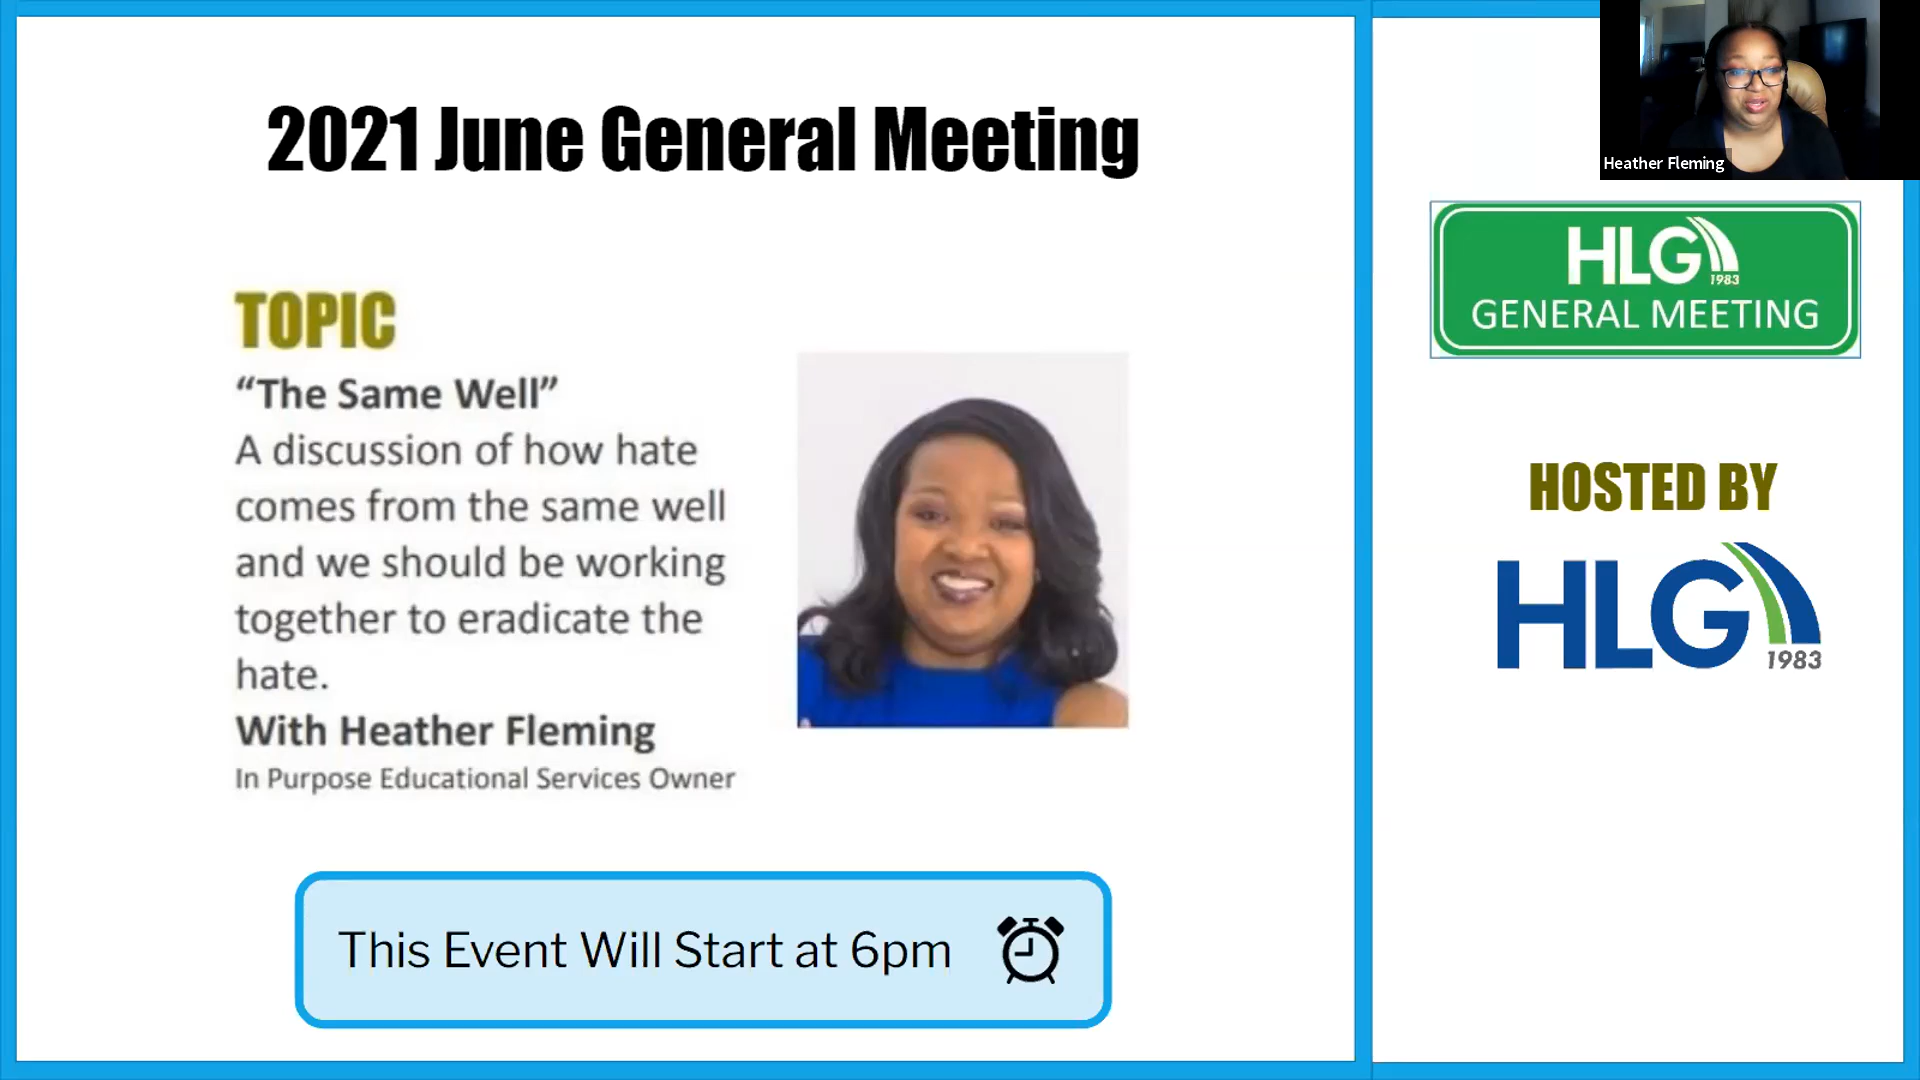 2021 June General Meeting
TOPIC
“The Same Well”
A discussion of how hate
comes from the same well
and we should be working
together to eradicate the
hate.
With Heather Fleming
In Purpose Educational Services Owner
This Event Will Start at 6pm
Heather Fleming
HLG
1983
GENERAL MEETING
HOSTED BY
HLG
1983